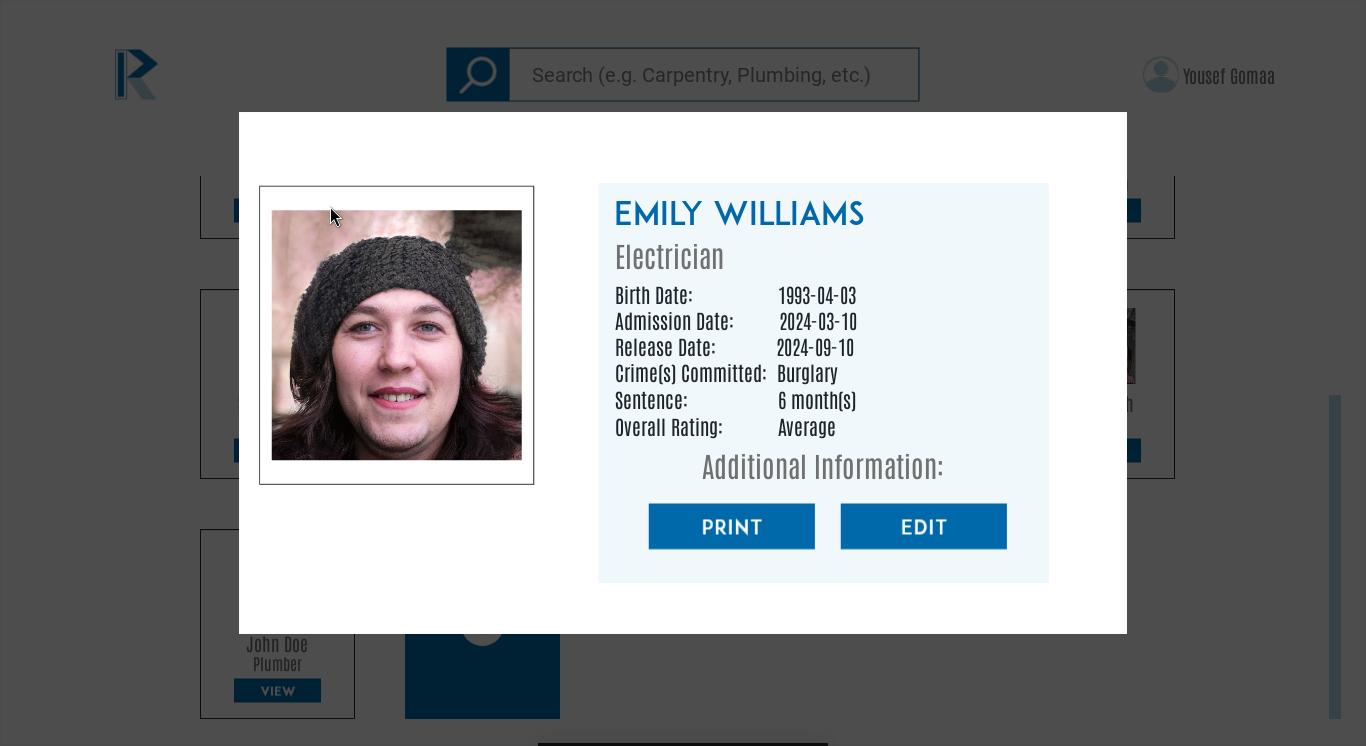 Search (e.g. Carpentry, Plumbing, etc.)
Yousef Gomaa
EMILY WILLIAMS
Electrician
Birth Date: 1993-04-03
Admission Date: 2024-03-10
Release Date: 2024-09-10
Crime(s) Committed: Burglary
Sentence: 6 month(s)
Overall Rating: Average
Additional Information:
PRINT EDIT
John Doe
Plumber
VIEW